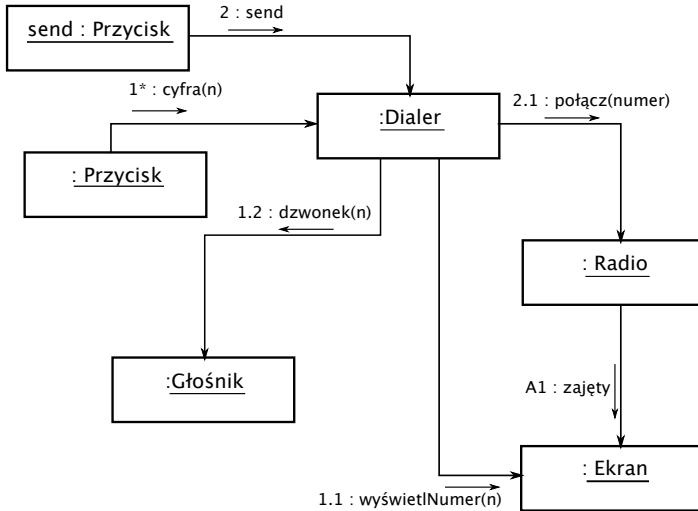 2 : send
send : Przycisk
1* : cyfra(n)
:Dialer
2.1 : połącz(numer)
: Przycisk
1.2 : dzwonek(n)
: Radio
:Głośnik
A1 : zajęty
: Ekran
1.1 : wyświetlNumer(n)